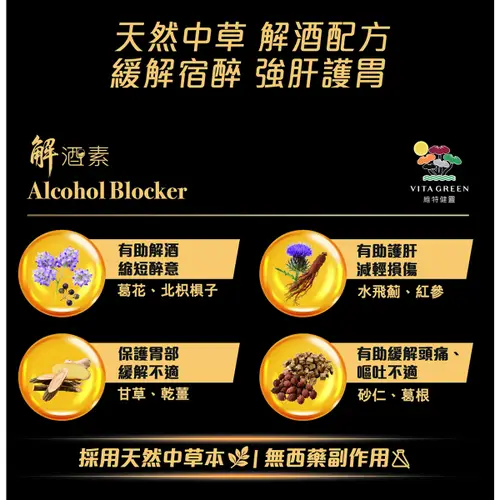 天然中草 解酒配方
緩解宿醉 強肝護胃
解酒素
Alcohol Blocker
VITA GREEN
維特健靈
有助解酒
縮短醉意
葛花、北枳椇子
有助護肝
減輕損傷
水飛薊、紅參
保護胃部
緩解不適
甘草、乾薑
有助緩解頭痛、
嘔吐不適
砂仁、葛根
採用天然中草本 | 無西藥副作用